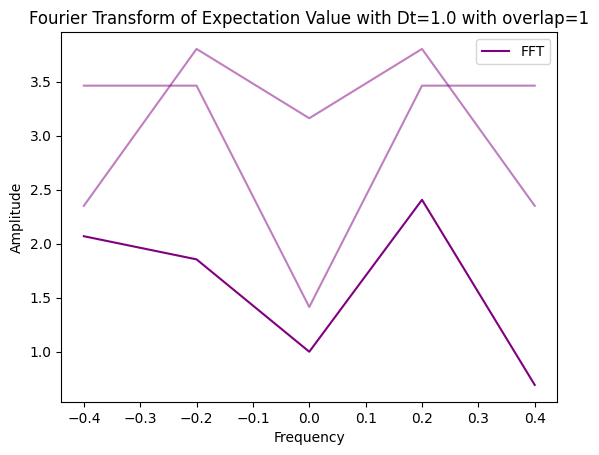 Fourier Transform of Expectation Value with Dt=1.0 with overlap=1
FFT
Amplitude
3.5
3.0
2.5
2.0
1.5
1.0
−0.4 −0.3 −0.2 −0.1 0.0 0.1 0.2 0.3 0.4
Frequency